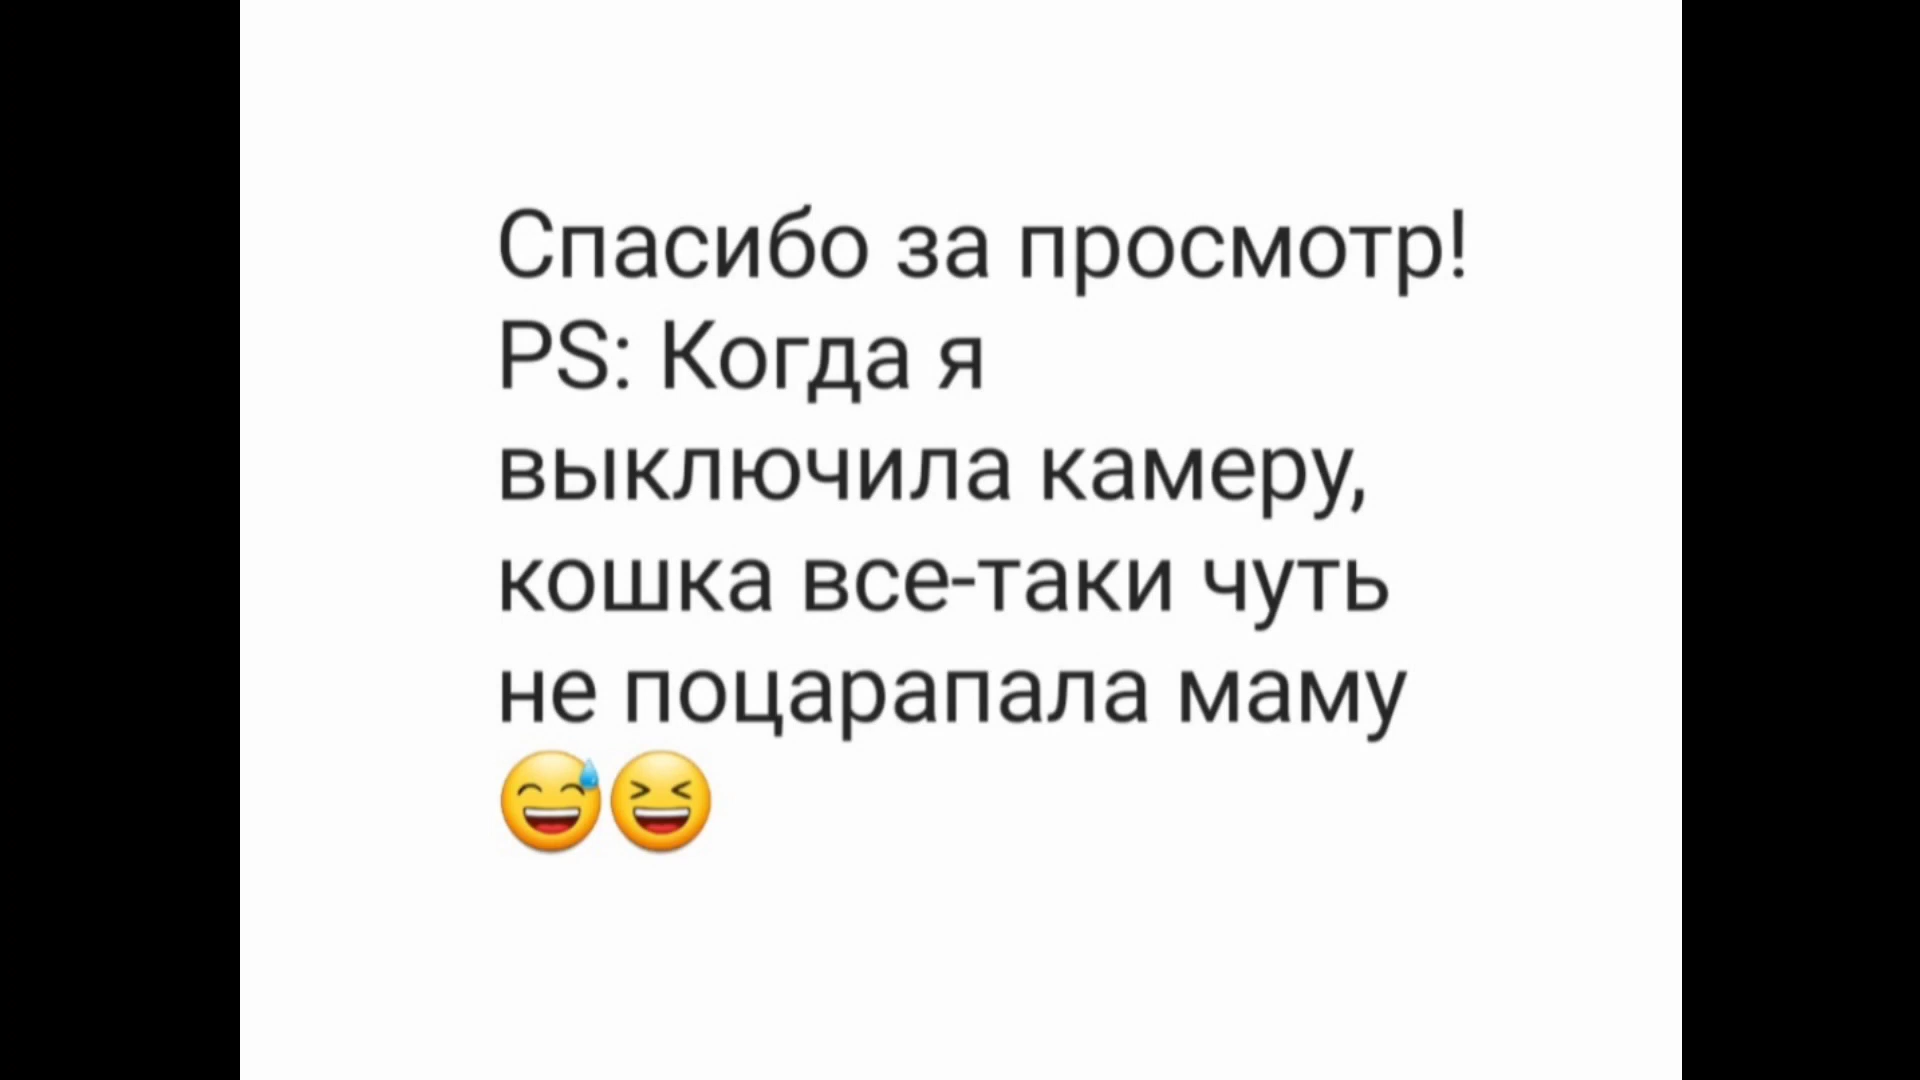 Спасибо за просмотр!
PS: Когда я
выключила камеру,
кошка все-таки чуть
не поцарапала маму
😅😆